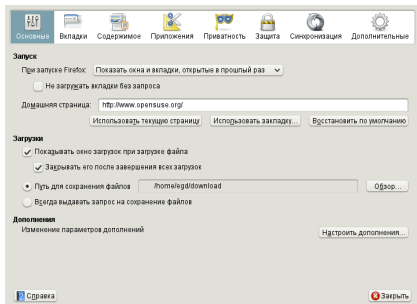 Основные Вкладки Содержимое Приложения Приватность Защита Синхронизация Дополнительные
Запуск
При запуске Firefox: Показать окна и вкладки, открытые в прошлый раз
Не загружать вкладки без запроса
Домашняя страница: http://www.opensuse.org/
Использовать текущую страницу Использовать закладку... Восстановить по умолчанию
Загрузки
Показывать окно загрузок при загрузке файла
Закрывать его после завершения всех загрузок
Путь для сохранения файлов /home/egd/download Обзор...
Всегда выдавать запрос на сохранение файлов
Дополнения
Изменение параметров дополнений Настроить дополнения...
Справка Закрыть